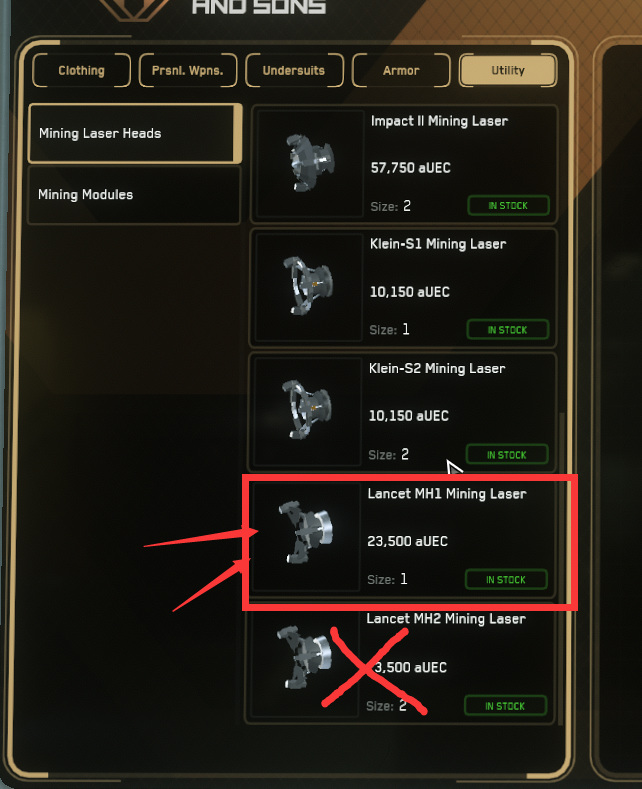 AND SONS
Clothing
Prsnl. Wpns.
Undersuits
Armor
Utility
Mining Laser Heads
Mining Modules
Impact II Mining Laser
57,750 aUEC
Size: 2
IN STOCK
Klein-S1 Mining Laser
10,150 aUEC
Size: 1
IN STOCK
Klein-S2 Mining Laser
10,150 aUEC
Size: 2
IN STOCK
Lancet MH1 Mining Laser
23,500 aUEC
Size: 1
IN STOCK
Lancet MH2 Mining Laser
3,500 aUEC
Size: 2
IN STOCK